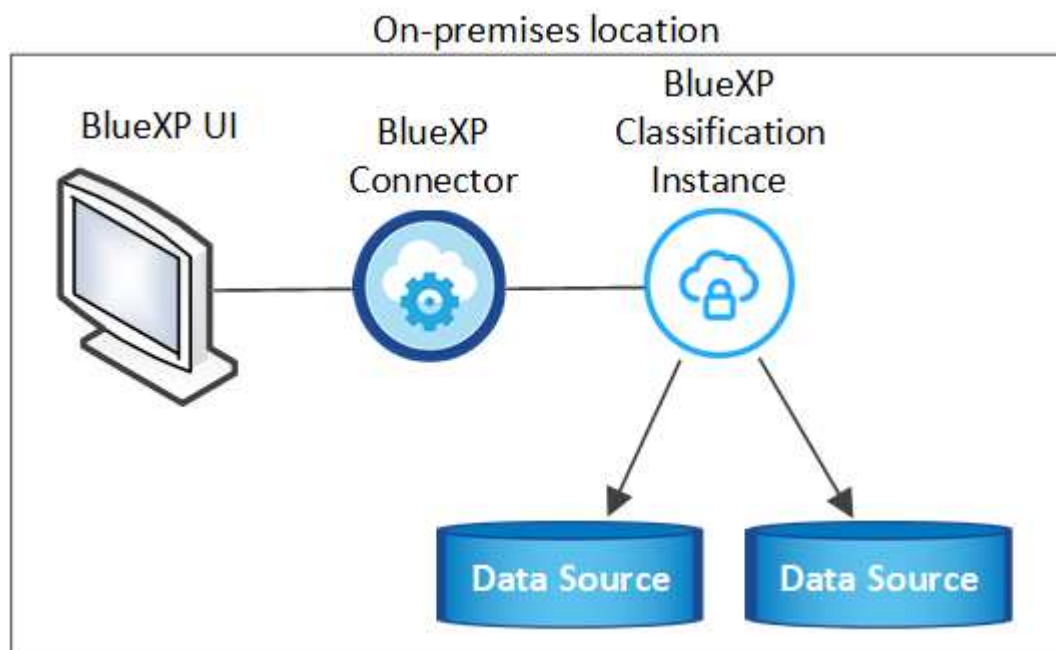 On-premises location
BlueXP UI
BlueXP
Connector
BlueXP
Classification
Instance
Data Source
Data Source